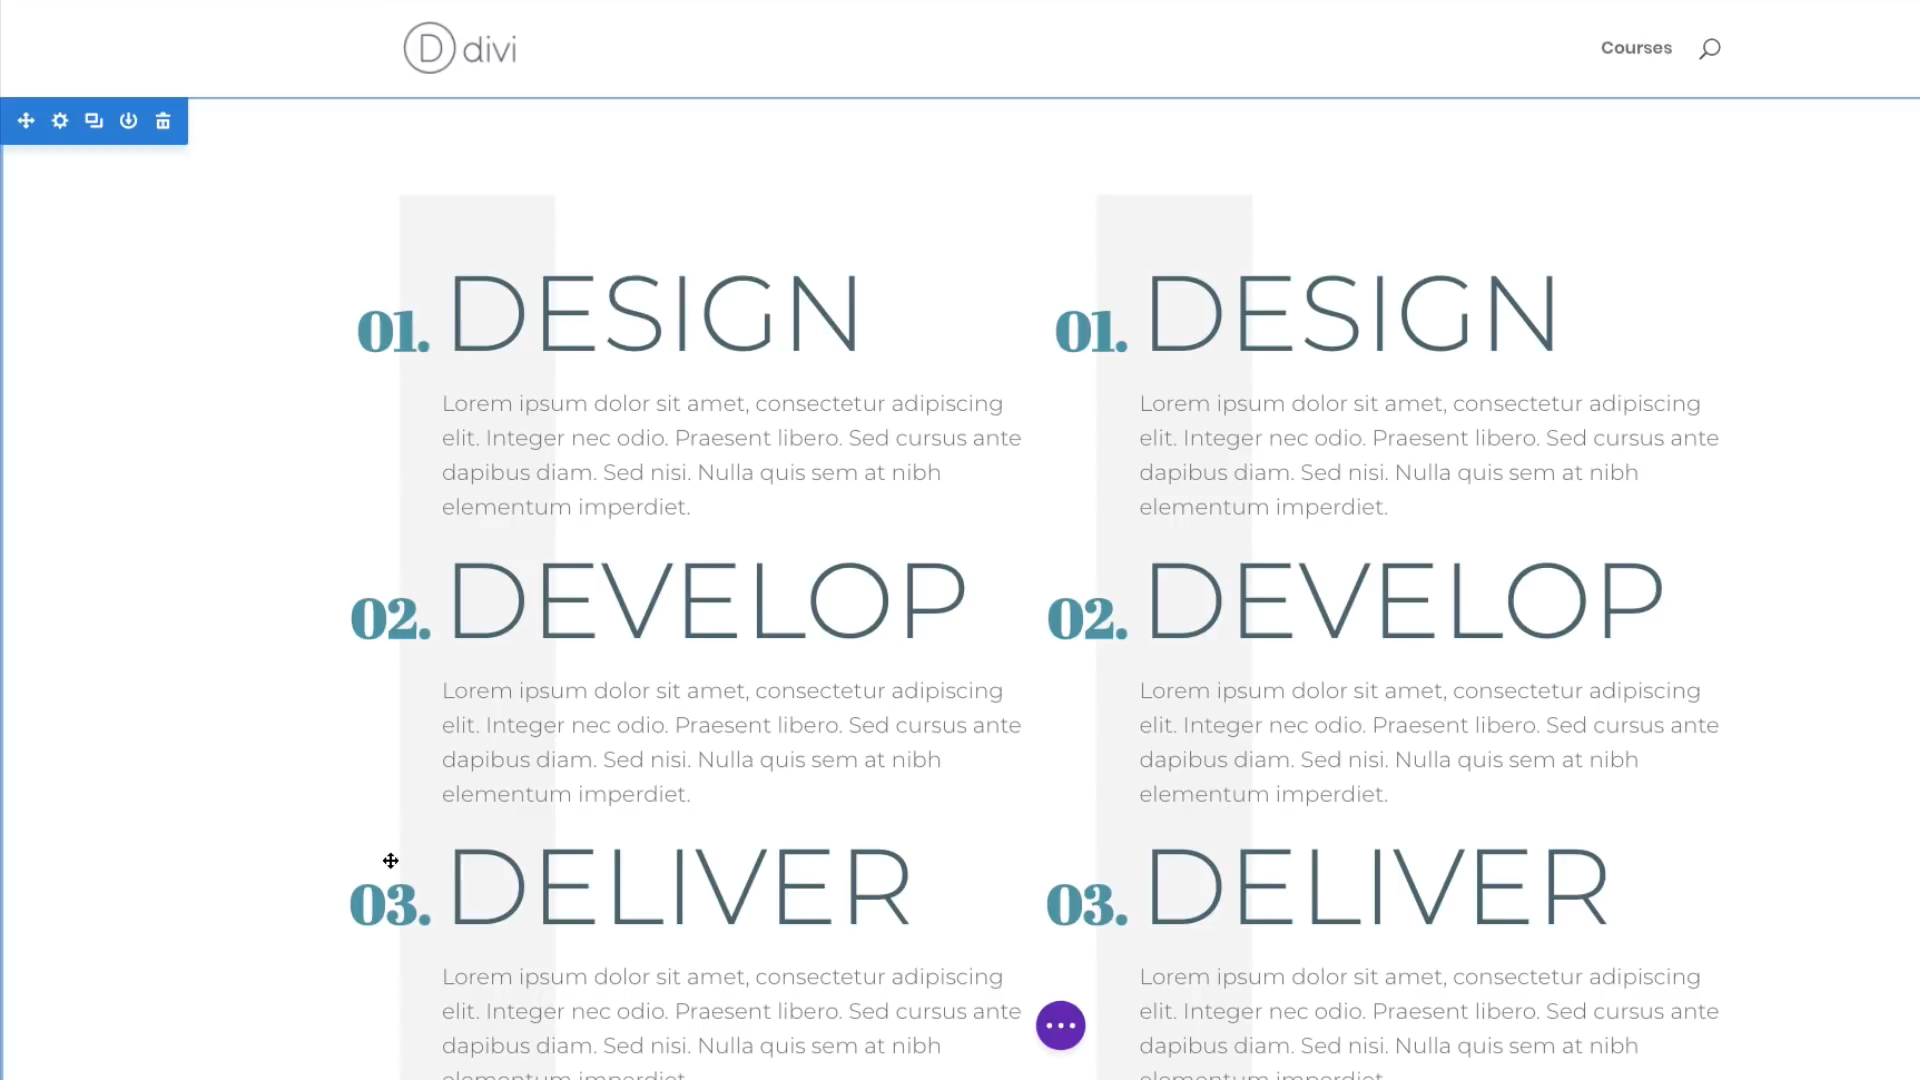 D divi
Courses
01. DESIGN
Lorem ipsum dolor sit amet, consectetur adipiscing
elit. Integer nec odio. Praesent libero. Sed cursus ante
dapibus diam. Sed nisi. Nulla quis sem at nibh
elementum imperdiet.
02. DEVELOP
Lorem ipsum dolor sit amet, consectetur adipiscing
elit. Integer nec odio. Praesent libero. Sed cursus ante
dapibus diam. Sed nisi. Nulla quis sem at nibh
elementum imperdiet.
03. DELIVER
Lorem ipsum dolor sit amet, consectetur adipiscing
elit. Integer nec odio. Praesent libero. Sed cursus ante
dapibus diam. Sed nisi. Nulla quis sem at nibh
elementum imperdiet.
01. DESIGN
Lorem ipsum dolor sit amet, consectetur adipiscing
elit. Integer nec odio. Praesent libero. Sed cursus ante
dapibus diam. Sed nisi. Nulla quis sem at nibh
elementum imperdiet.
02. DEVELOP
Lorem ipsum dolor sit amet, consectetur adipiscing
elit. Integer nec odio. Praesent libero. Sed cursus ante
dapibus diam. Sed nisi. Nulla quis sem at nibh
elementum imperdiet.
03. DELIVER
Lorem ipsum dolor sit amet, consectetur adipiscing
elit. Integer nec odio. Praesent libero. Sed cursus ante
dapibus diam. Sed nisi. Nulla quis sem at nibh
elementum imperdiet.